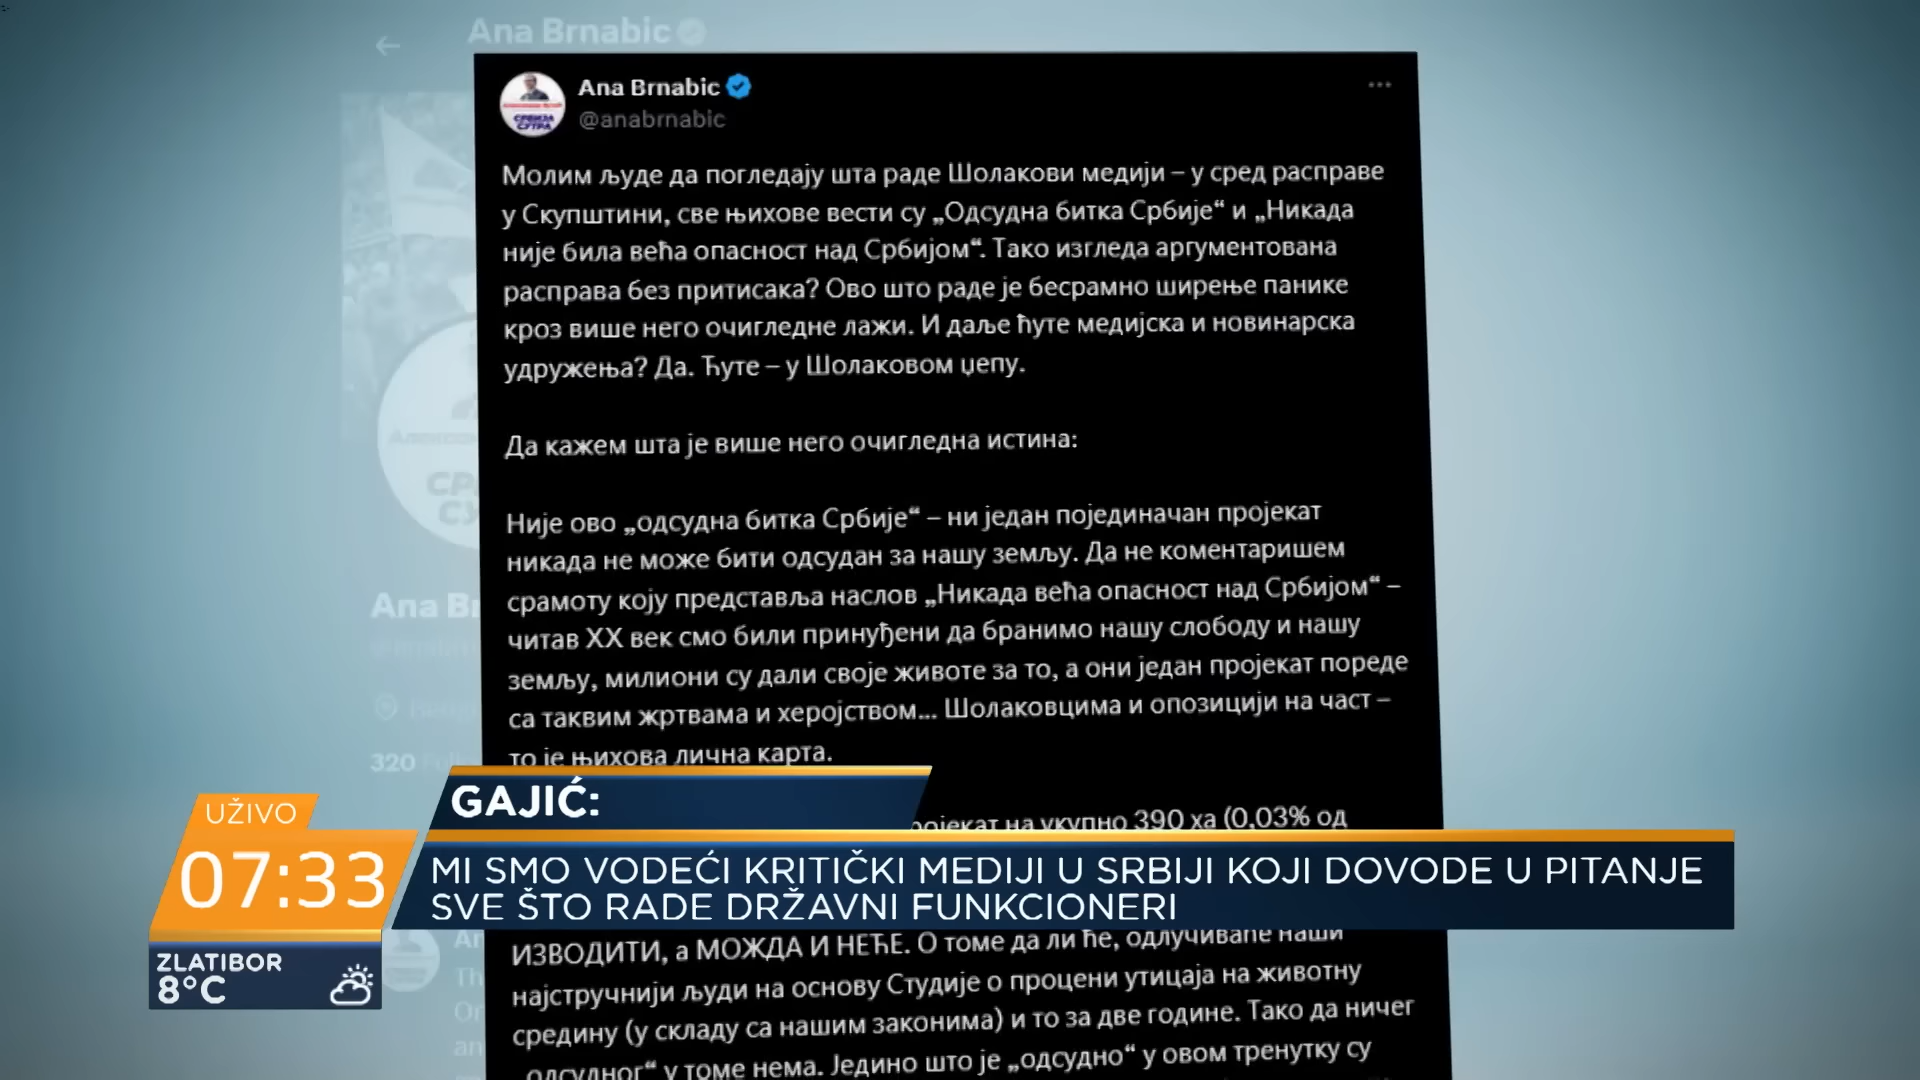 Ana Brnabic
Ana Brnabic
@anabrnabic
Молим људе да погледају шта раде Шолакови медији – у сред расправе
у Скупштини, све њихове вести су „Одсудна битка Србије“ и „Никада
није била већа опасност над Србијом“. Тако изгледа аргументована
расправа без притисака? Ово што раде је бесрамно ширење панике
кроз више него очигледне лажи. И даље ћуте медијска и новинарска
удружења? Да. Ћуте – у Шолаковом џепу.
Да кажем шта је више него очигледна истина:
Није ово „одсудна битка Србије“ – ни један појединачан пројекат
никада не може бити одсудан за нашу земљу. Да не коментаришем
срамоту коју представља наслов „Никада већа опасност над Србијом“ –
читав XX век смо били принуђени да бранимо нашу слободу и нашу
земљу, милиони су дали своје животе за то, а они један пројекат пореде
са таквим жртвама и херојством... Шолаковцима и опозицији на част –
то је њихова лична карта.
на укупно 390 ха (0,03% од
ИЗВОДИТИ, а МОЖДА И НЕЋЕ. О томе да ли ће, одлучиваће наши
најстручнији људи на основу Студије о процени утицаја на животну
средину (у складу са нашим законима) и то за две године. Тако да ничег
„одсудног“ у томе нема. Једино што је „одсудно“ у овом тренутку су
СРБИЈА
СУТРА
Ana Br
320
GAJIĆ:
MI SMO VODEĆI KRITIČKI MEDIJI U SRBIJI KOJI DOVODE U PITANJE
SVE ŠTO RADE DRŽAVNI FUNKCIONERI
UŽIVO
07:33
ZLATIBOR
8°C